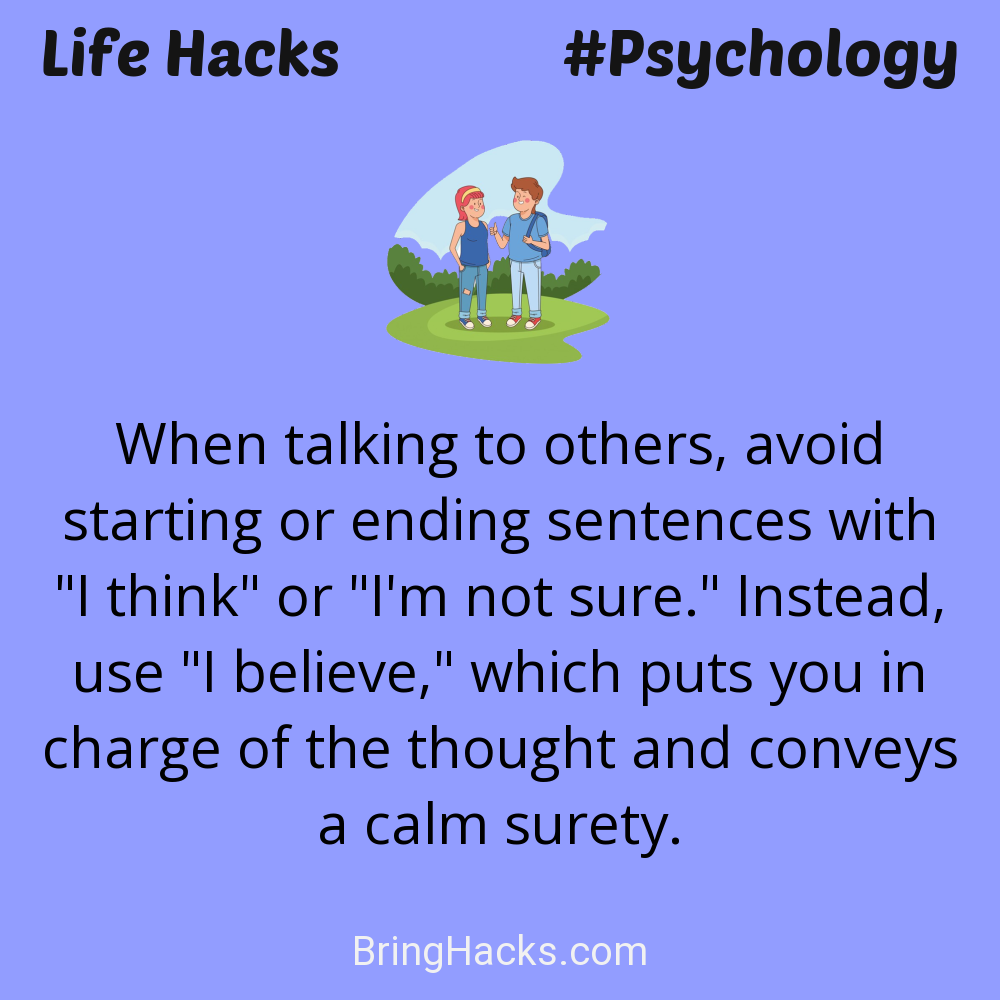 Life Hacks #Psychology
When talking to others, avoid
starting or ending sentences with
"I think" or "I'm not sure." Instead,
use "I believe," which puts you in
charge of the thought and conveys
a calm surety.
BringHacks.com